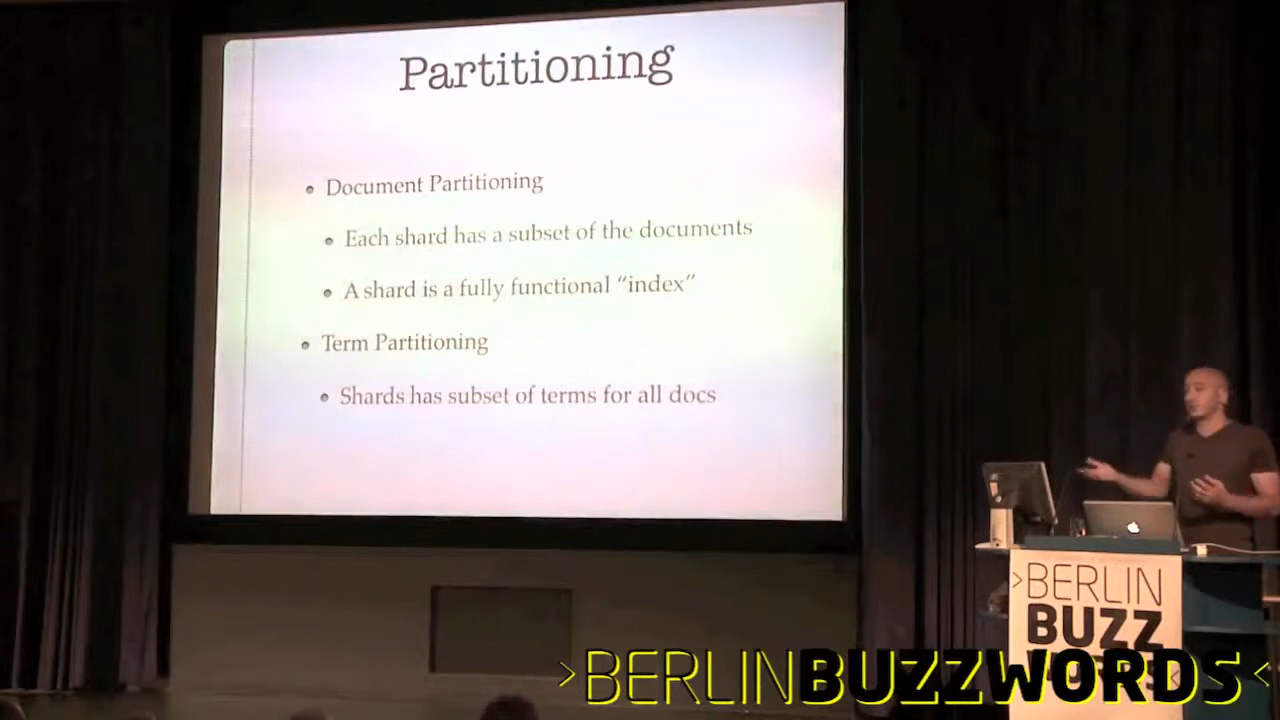 Partitioning
Document Partitioning
Each shard has a subset of the documents
A shard is a fully functional “index”
Term Partitioning
Shards has subset of terms for all docs
>BERLIN
BUZZ
>BERLINBUZZWORDS<